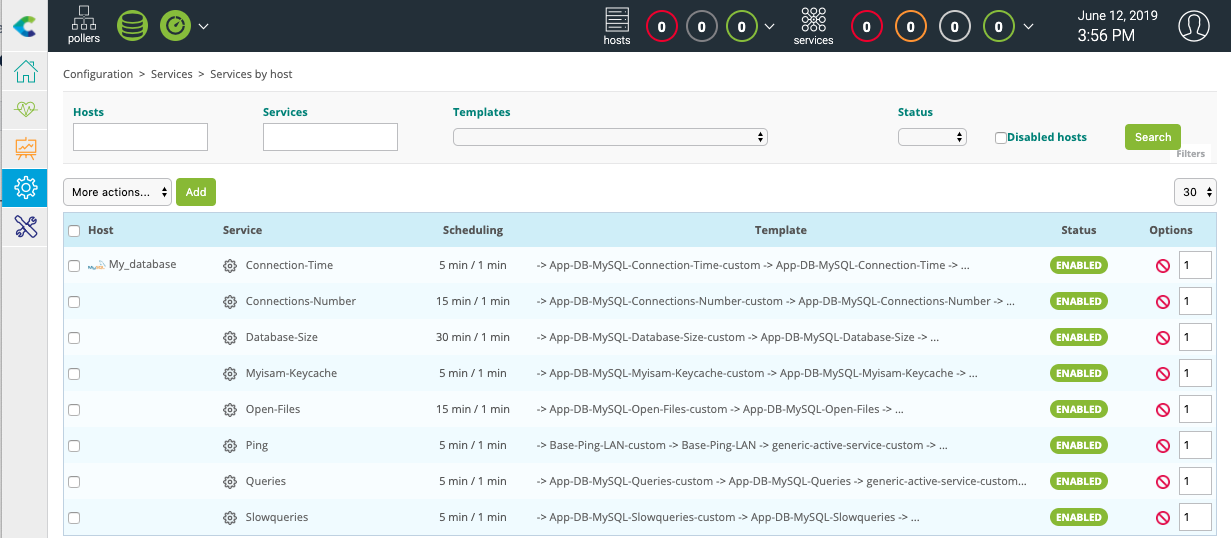 pollers
hosts
0 0 0
services
0 0 0 0
June 12, 2019
3:56 PM
Configuration > Services > Services by host
Hosts Services Templates Status
Disabled hosts
Search
Filters
More actions... Add 30
Host Service Scheduling Template Status Options
MySQL My_database Connection-Time 5 min / 1 min -> App-DB-MySQL-Connection-Time-custom -> App-DB-MySQL-Connection-Time -> ... ENABLED 1
Connections-Number 15 min / 1 min -> App-DB-MySQL-Connections-Number-custom -> App-DB-MySQL-Connections-Number -> ... ENABLED 1
Database-Size 30 min / 1 min -> App-DB-MySQL-Database-Size-custom -> App-DB-MySQL-Database-Size -> ... ENABLED 1
Myisam-Keycache 5 min / 1 min -> App-DB-MySQL-Myisam-Keycache-custom -> App-DB-MySQL-Myisam-Keycache -> ... ENABLED 1
Open-Files 15 min / 1 min -> App-DB-MySQL-Open-Files-custom -> App-DB-MySQL-Open-Files -> ... ENABLED 1
Ping 5 min / 1 min -> Base-Ping-LAN-custom -> Base-Ping-LAN -> generic-active-service-custom -> ... ENABLED 1
Queries 5 min / 1 min -> App-DB-MySQL-Queries-custom -> App-DB-MySQL-Queries -> generic-active-service-custom... ENABLED 1
Slowqueries 5 min / 1 min -> App-DB-MySQL-Slowqueries-custom -> App-DB-MySQL-Slowqueries -> ... ENABLED 1